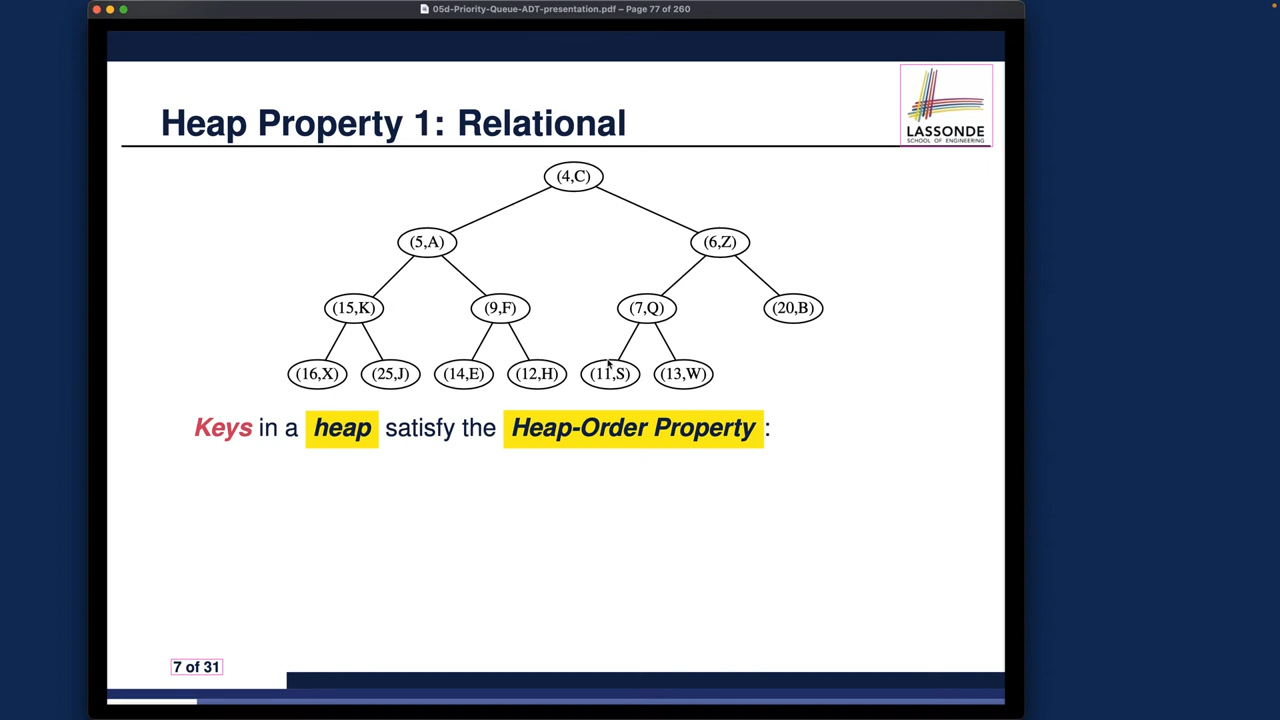 05d-Priority-Queue-ADT-presentation.pdf – Page 77 of 260
LASSONDE
SCHOOL OF ENGINEERING
Heap Property 1: Relational
(4,C)
(5,A) (6,Z)
(15,K) (9,F) (7,Q) (20,B)
(16,X) (25,J) (14,E) (12,H) (11,S) (13,W)
Keys in a heap satisfy the Heap-Order Property :
7 of 31